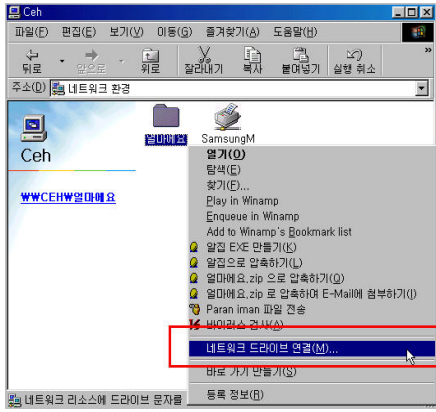 Ceh
파일(F) 편집(E) 보기(V) 이동(G) 즐겨찾기(A) 도움말(H)
뒤로 앞으로 위로 잘라내기 복사 붙여넣기 실행 취소 »
주소(D) 네트워크 환경
얼마에요 SamsungM
Ceh
₩₩CEH₩얼마에요
열기(O)
탐색(E)
찾기(F)...
Play in Winamp
Enqueue in Winamp
Add to Winamp's Bookmark list
알집 EXE 만들기(K)
알집으로 압축하기(L)
얼마에요.zip 으로 압축하기(Q)
얼마에요.zip 로 압축하여 E-Mail에 첨부하기(I)
Paran iman 파일 전송
바이러스 검사(A)
네트워크 드라이브 연결(M)...
바로 가기 만들기(S)
등록 정보(R)
네트워크 리소스에 드라이브 문자를